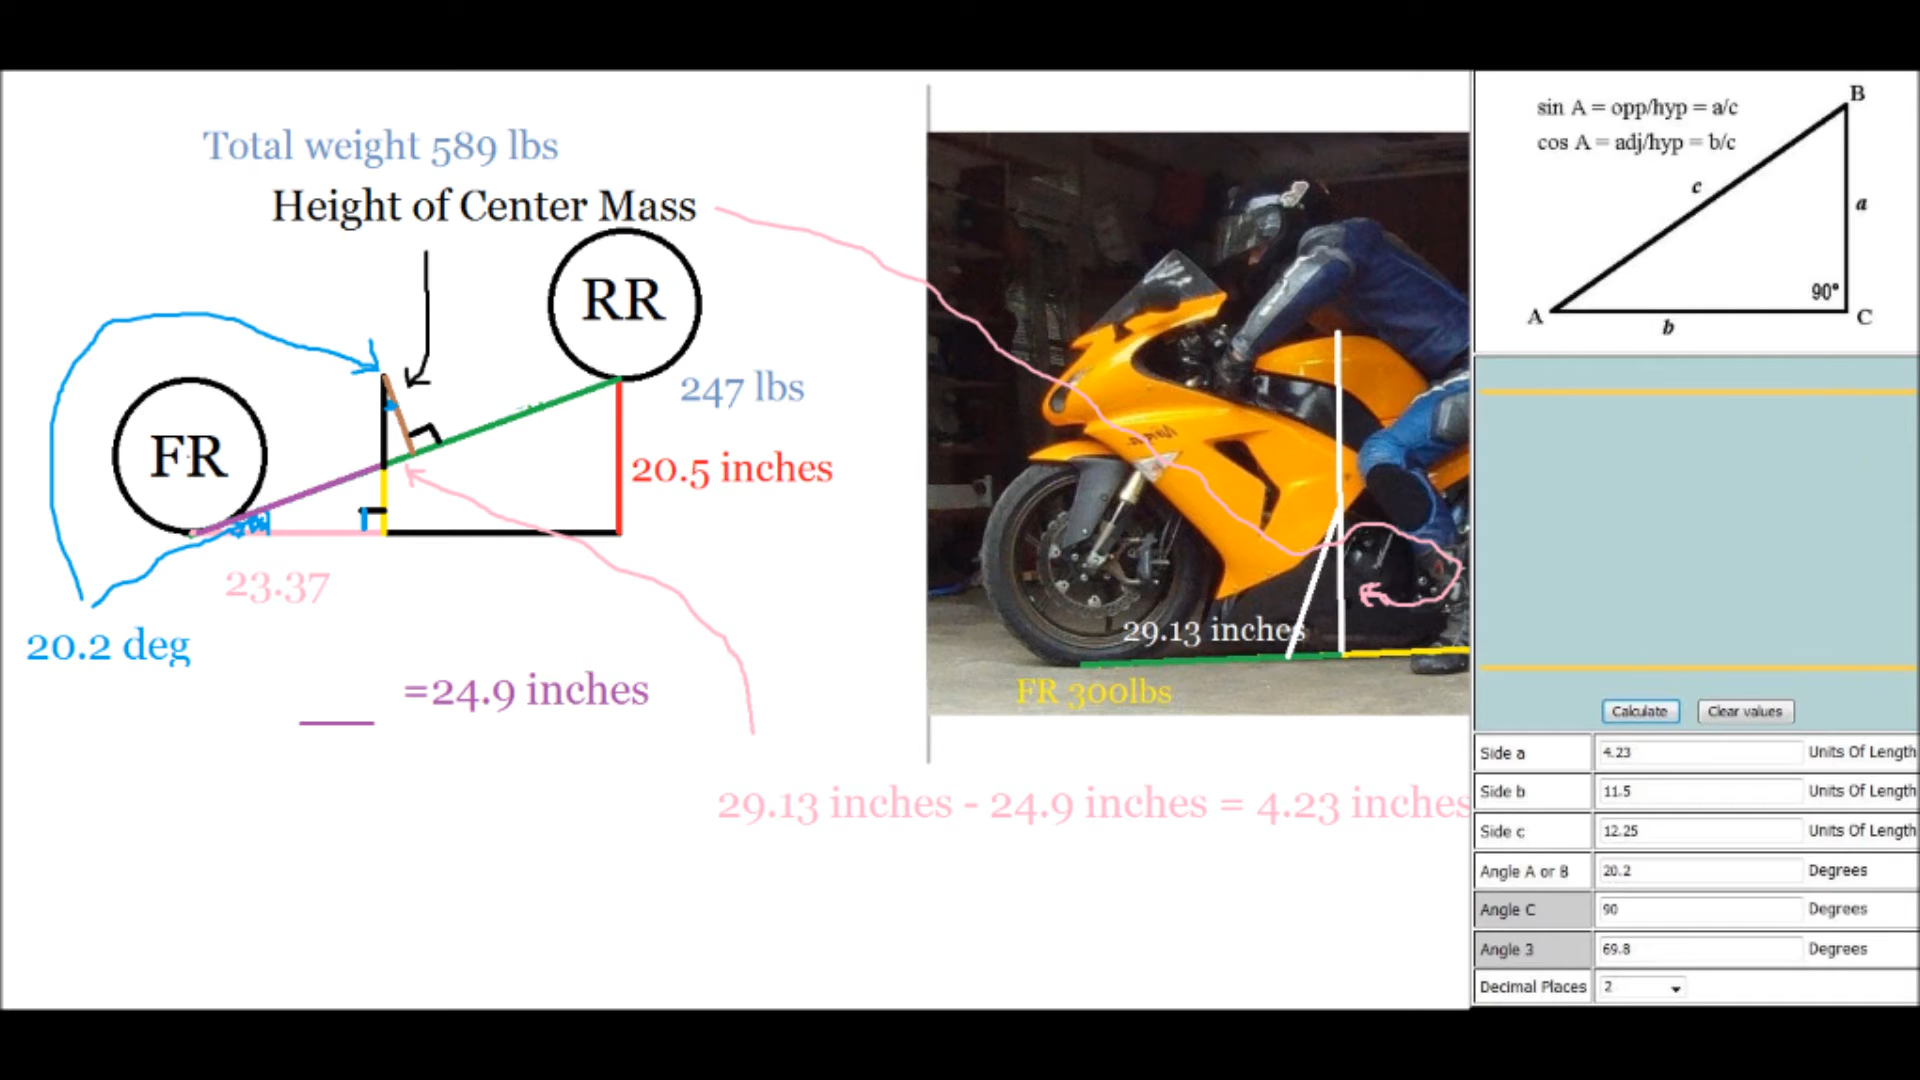 Total weight 589 lbs
Height of Center Mass
RR
247 lbs
FR
20.5 inches
23.37
20.2 deg
=24.9 inches
29.13 inches
FR 300lbs
29.13 inches - 24.9 inches = 4.23 inches
sin A = opp/hyp = a/c
cos A = adj/hyp = b/c
B
c
a
90°
A
b
C
Calculate Clear values
Side a 4.23 Units Of Length
Side b 11.5 Units Of Length
Side c 12.25 Units Of Length
Angle A or B 20.2 Degrees
Angle C 90 Degrees
Angle 3 69.8 Degrees
Decimal Places 2